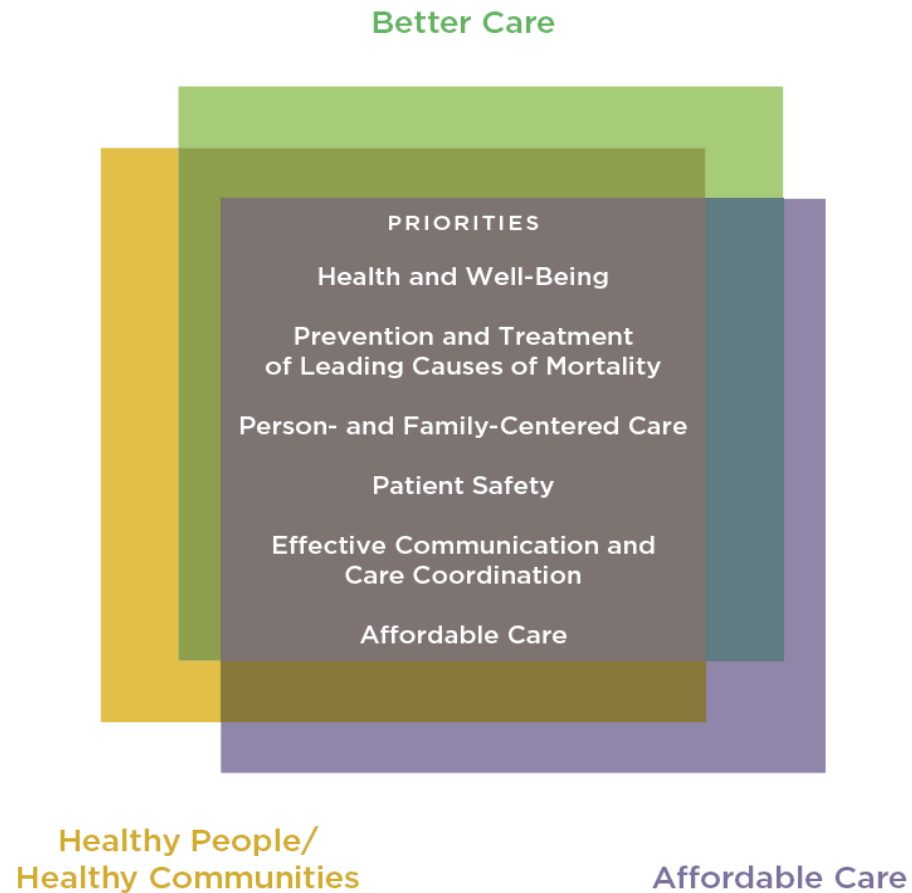 Better Care
PRIORITIES
Health and Well-Being
Prevention and Treatment
of Leading Causes of Mortality
Person- and Family-Centered Care
Patient Safety
Effective Communication and
Care Coordination
Affordable Care
Healthy People/
Healthy Communities
Affordable Care